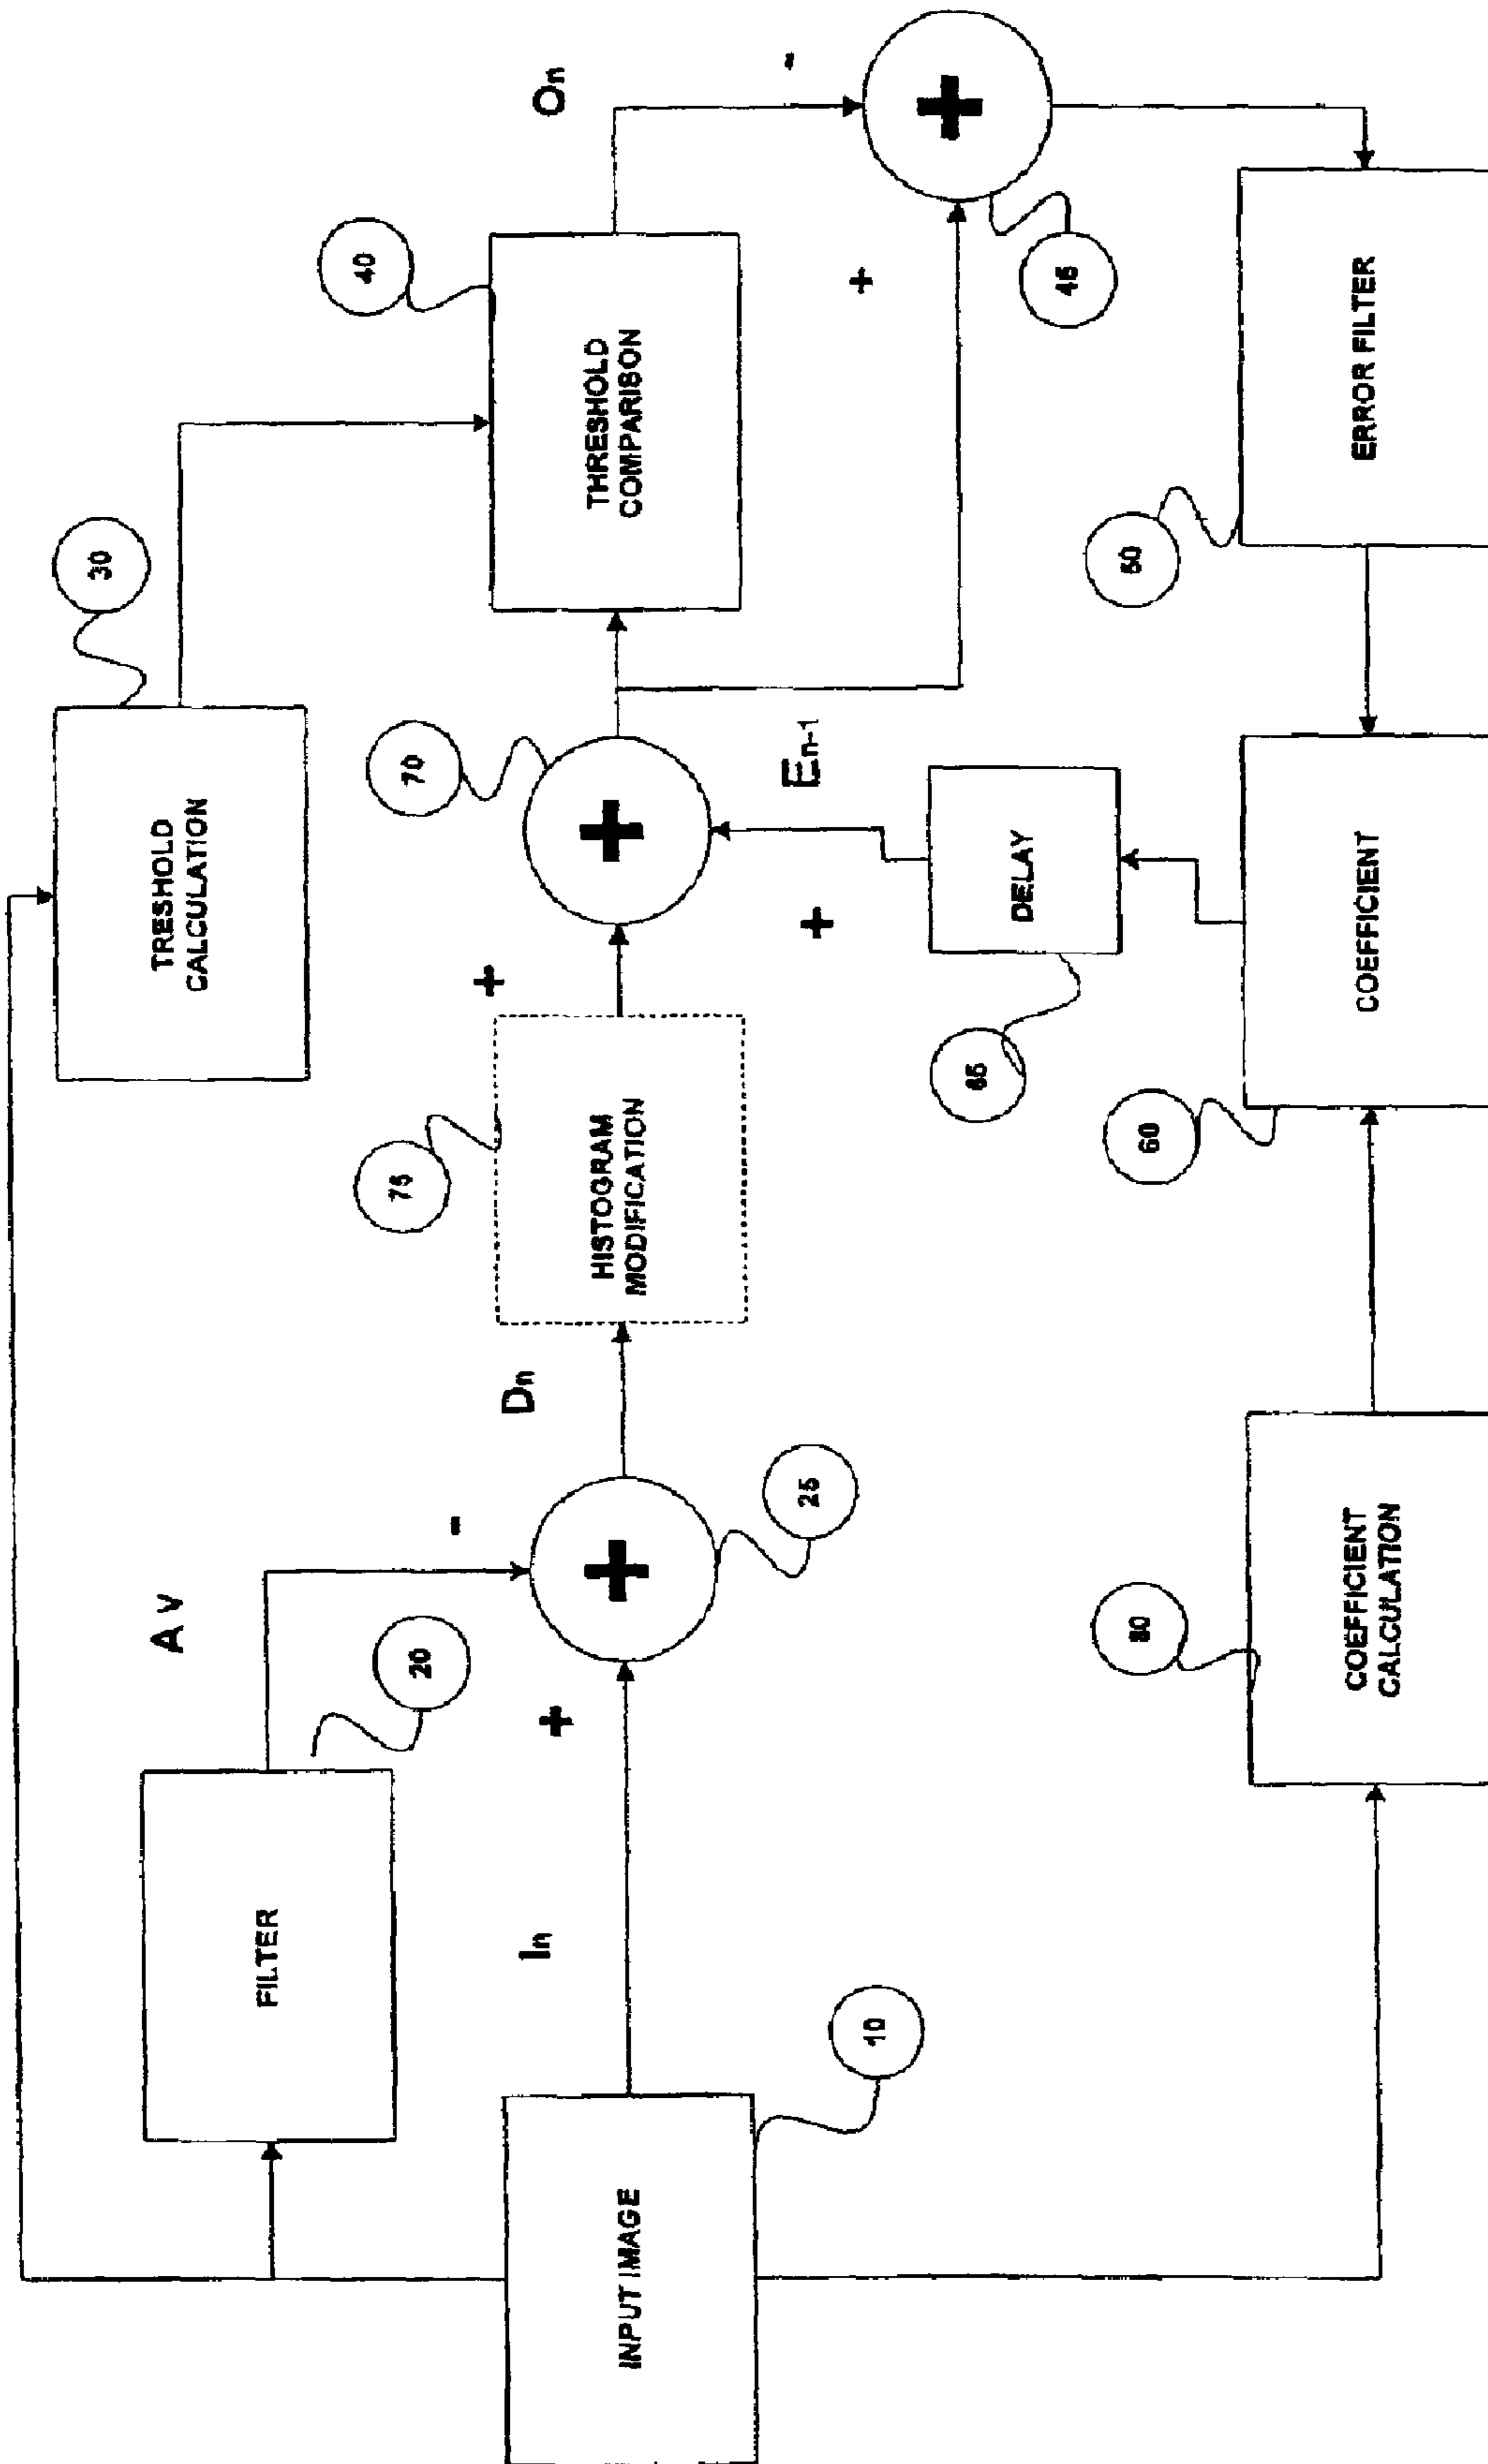 30
TRESHOLD
CALCULATION
A V
FILTER
40
20
75
70
-
+
Dn
In
On
+
INPUT IMAGE
+
HISTOGRAM
MODIFICATION
+
THRESHOLD
COMPARISON
-
25
+
En-1
+
10
+
65
DELAY
45
80
60
50
COEFFICIENT
CALCULATION
COEFFICIENT
ERROR FILTER